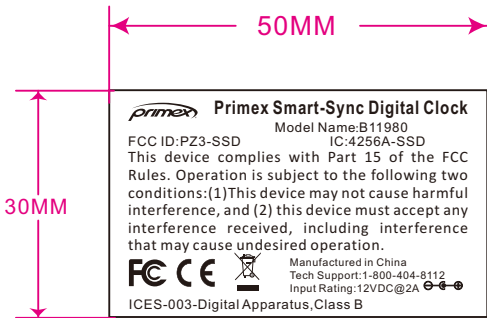 50MM
30MM
primex Primex Smart-Sync Digital Clock
Model Name:B11980
FCC ID:PZ3-SSD IC:4256A-SSD
This device complies with Part 15 of the FCC
Rules. Operation is subject to the following two
conditions:(1)This device may not cause harmful
interference, and (2) this device must accept any
interference received, including interference
that may cause undesired operation.
FC CE
Manufactured in China
Tech Support:1-800-404-8112
Input Rating:12VDC@2A
ICES-003-Digital Apparatus,Class B